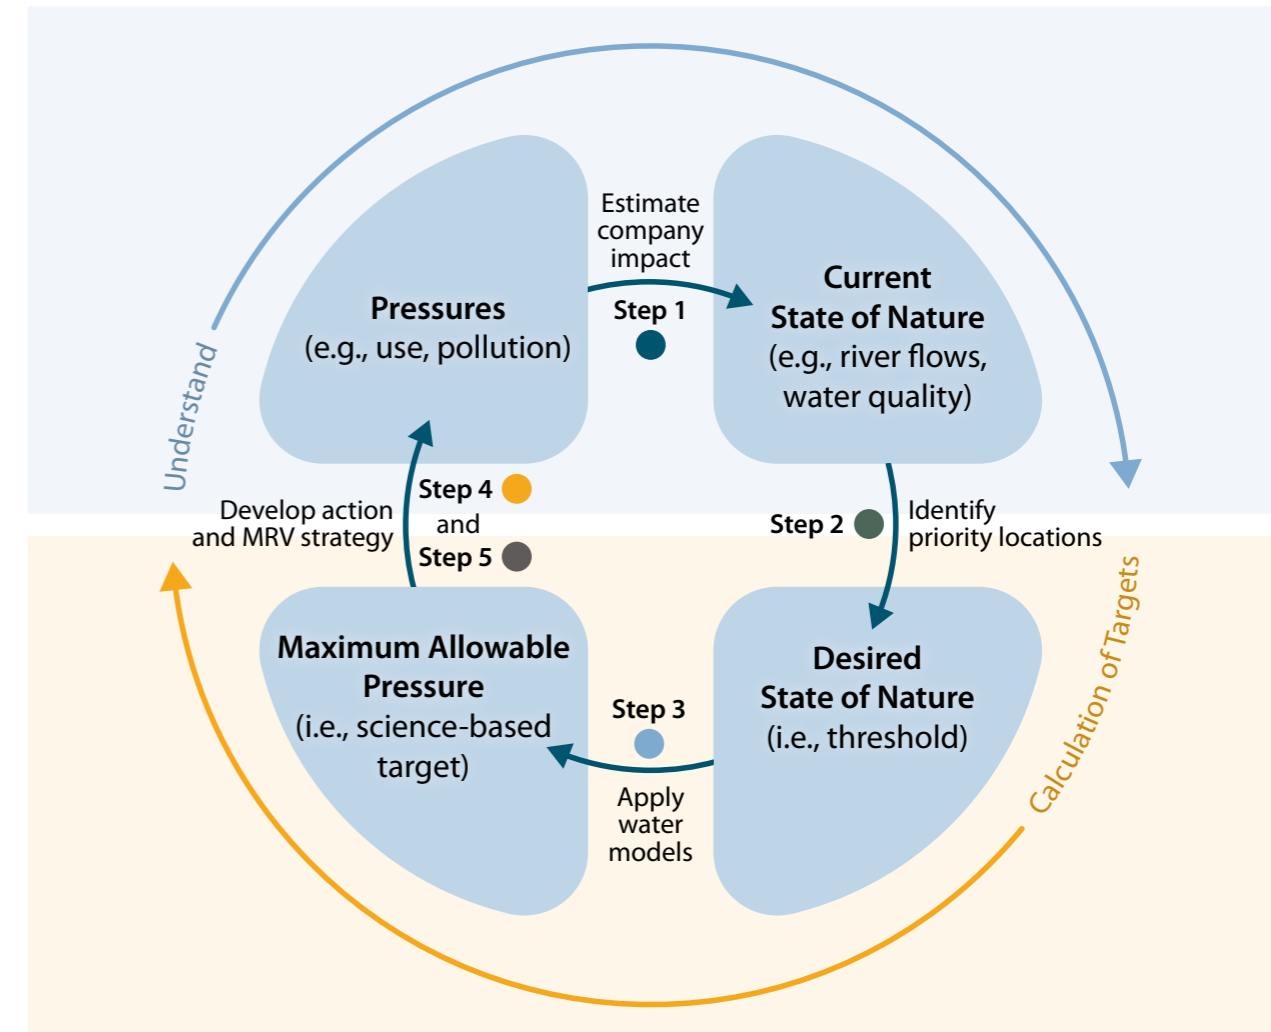 Understand
Pressures
(e.g., use, pollution)
Estimate
company
impact
Step 1
Current
State of Nature
(e.g., river flows,
water quality)
Step 2
Identify
priority locations
Calculation of Targets
Desired
State of Nature
(i.e., threshold)
Step 3
Apply
water
models
Maximum Allowable
Pressure
(i.e., science-based
target)
Develop action
and MRV strategy
Step 4
and
Step 5